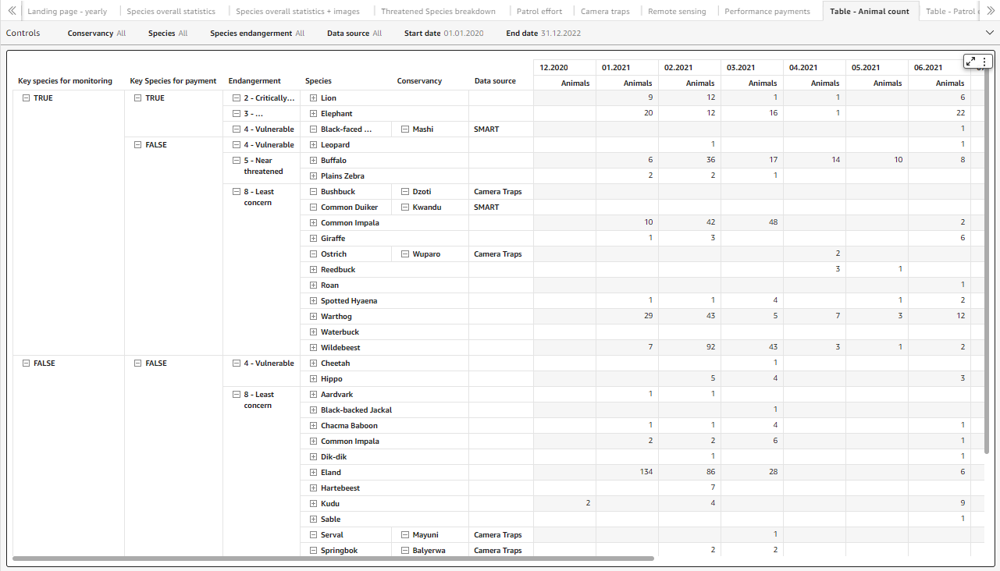 Landing page - yearly Species overall statistics Species overall statistics + images Threatened Species breakdown Patrol effort Camera traps Remote sensing Performance payments Table - Animal count Table - Patrol
Controls Conservancy All Species All Species endangerment All Data source All Start date 01.01.2020 End date 31.12.2022
12.2020 01.2021 02.2021 03.2021 04.2021 05.2021 06.2021
Key species for monitoring Key Species for payment Endangerment Species Conservancy Data source Animals Animals Animals Animals Animals Animals Animals
TRUE TRUE 2 - Critically... Lion 9 12 1 1 6
3 - ... Elephant 20 12 16 1 22
4 - Vulnerable Black-faced ... Mashi SMART 1
FALSE 4 - Vulnerable Leopard 1 1
5 - Near Buffalo 6 36 17 14 10 8
threatened
Plains Zebra 2 2 1
8 - Least Bushbuck Dzoti Camera Traps
concern
Common Duiker Kwandu SMART
Common Impala 10 42 48 2
Giraffe 1 3 6
Ostrich Wuparo Camera Traps 2
Reedbuck 3 1
Roan 1
Spotted Hyaena 1 1 4 1 2
Warthog 29 43 5 7 3 12
Waterbuck
Wildebeest 7 92 43 3 1 2
FALSE FALSE 4 - Vulnerable Cheetah 1
Hippo 5 4 3
8 - Least Aardvark 1 1
concern
Black-backed Jackal 1
Chacma Baboon 1 1 4 1
Common Impala 2 2 6 1
Dik-dik 1 1
Eland 134 86 28 6
Hartebeest 7
Kudu 2 4 9
Sable 1
Serval Mayuni Camera Traps 1
Springbok Balyerwa Camera Traps 2 2